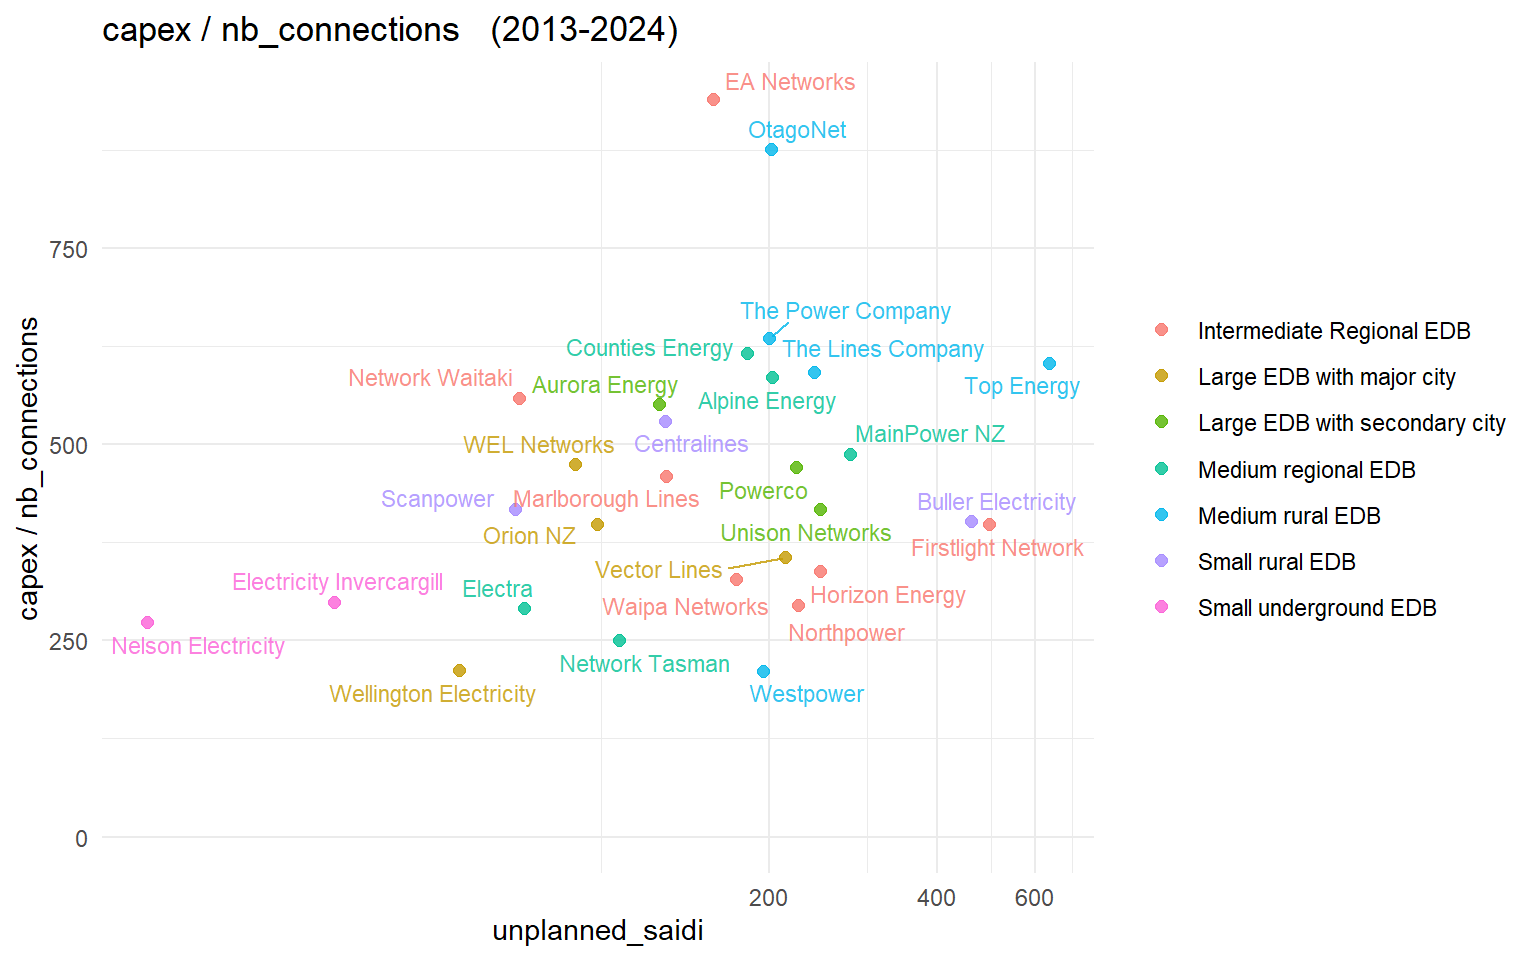 capex / nb_connections (2013-2024)
EA Networks
OtagoNet
750
The Power Company
Counties Energy
The Lines Company
Network Waitaki
Aurora Energy
Top Energy
Alpine Energy
500
WEL Networks
Centralines
MainPower NZ
Scanpower
Marlborough Lines
Powerco
Buller Electricity
Orion NZ
Unison Networks
Firstlight Network
Vector Lines
Electricity Invercargill
Electra
Waipa Networks
Horizon Energy
Northpower
250
Nelson Electricity
Network Tasman
Wellington Electricity
Westpower
0
200
400
600
unplanned_saidi
capex / nb_connections
Intermediate Regional EDB
Large EDB with major city
Large EDB with secondary city
Medium regional EDB
Medium rural EDB
Small rural EDB
Small underground EDB